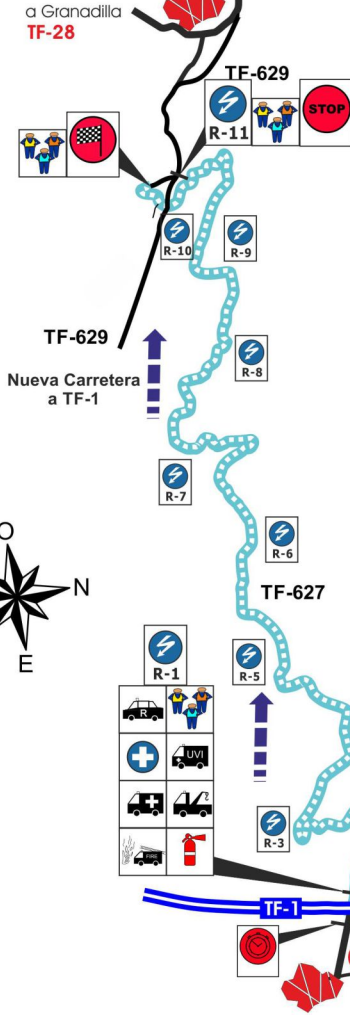 a Granadilla
TF-28
TF-629
R-11
STOP
R-10
R-9
TF-629
R-8
Nueva Carretera
a TF-1
R-7
R-6
O
N
E
TF-627
R-1
R-5
R
UVI
FIRE
R-3
TF-1